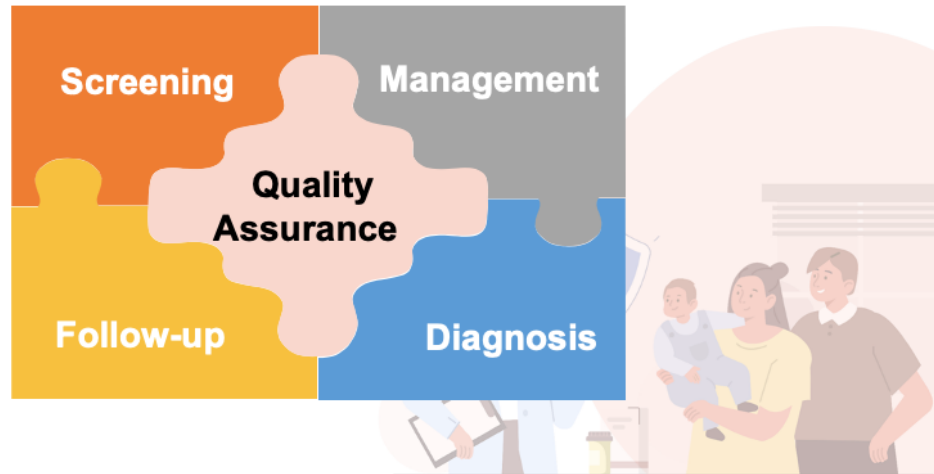 Screening
Management
Quality
Assurance
Follow-up
Diagnosis